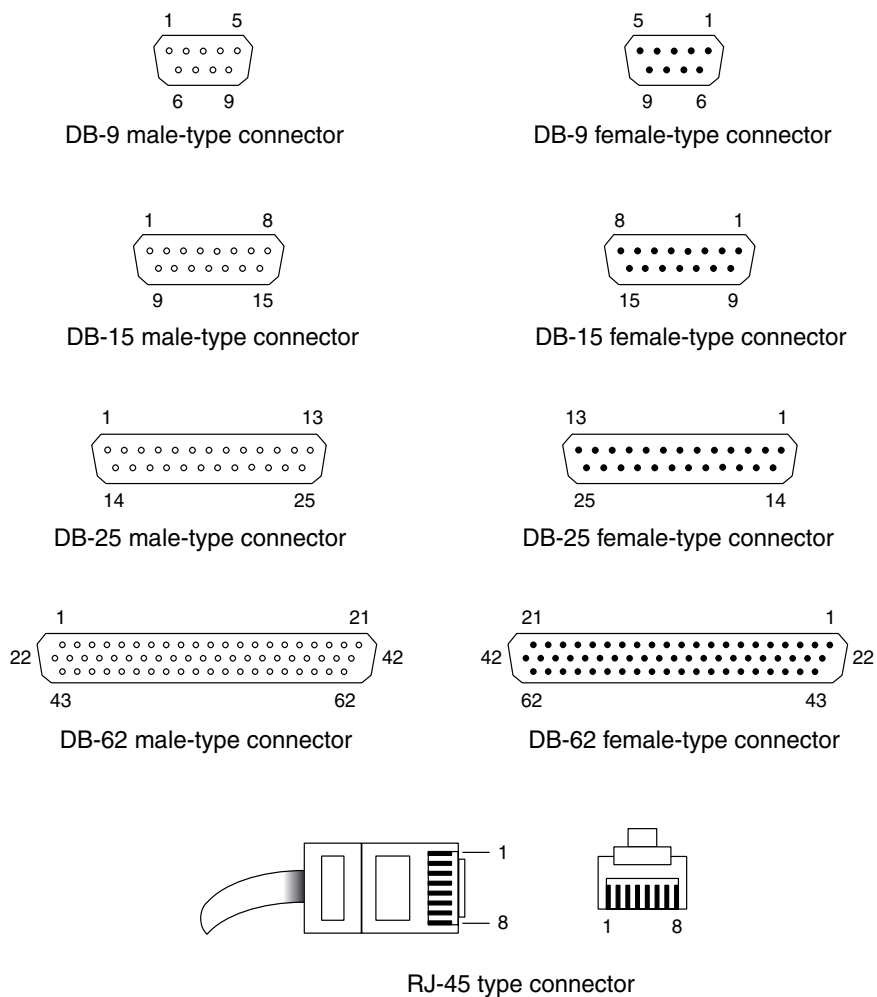 1 5 5 1
6 9 9 6
DB-9 male-type connector DB-9 female-type connector
1 8 8 1
9 15 15 9
DB-15 male-type connector DB-15 female-type connector
1 13 13 1
14 25 25 14
DB-25 male-type connector DB-25 female-type connector
1 21 21 1
22 42 42 22
43 62 62 43
DB-62 male-type connector DB-62 female-type connector
1
8 1 8
RJ-45 type connector